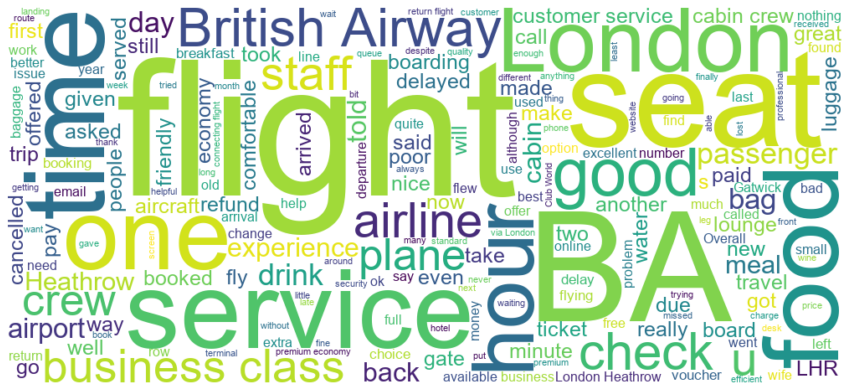 British Airway
London
customer service
cabin crew
nothing
received
return flight
customer
landing
route
first
day
took
line
despite
quality
wait
queue
call
great
found
work
still
served
breakfast
staff
boarding
enough
least
finally
professional
better
issue
year
tried
month
delayed
made
different
anything
going
time
flight
seat
offered
week
bit
used
thing
website
last
luggage
baggage
given
economy
comfortable
told
quite
said
will
although
make
able
lost
find
phone
asked
friendly
connecting flight
departure
poor
cabin
option
excellent
number
passenger
trip
thank
people
arrived
always
use
good
s
paid
Gatwick
bad
booking
long
helpful
nice
best
Club World
bag
getting
email
old
help
flew
another
much
cancelled
want
pay
aircraft
refund
now
offer
called
leg
front
one
arrival
airline
hour
two
lounge
via London
Overall
small
need
gave
screen
change
many
standard
online
water
new
wine
experience
around
plane
take
BA
food
Heathrow
booked
fly
drink
security
ok
say
even
never
next
delay
flying
problem
meal
travel
price
crew
service
little
late
waiting
due
trying
got
charge
missed
airport
way
book
without
fine
full
hotel
money
ticket
really
free
board
went
desk
left
well
row
extra
premium economy
choice
gate
minute
check
u
go
return
terminal
business class
back
put
available
business
premium
London Heathrow
voucher
wife
efficient
LHR